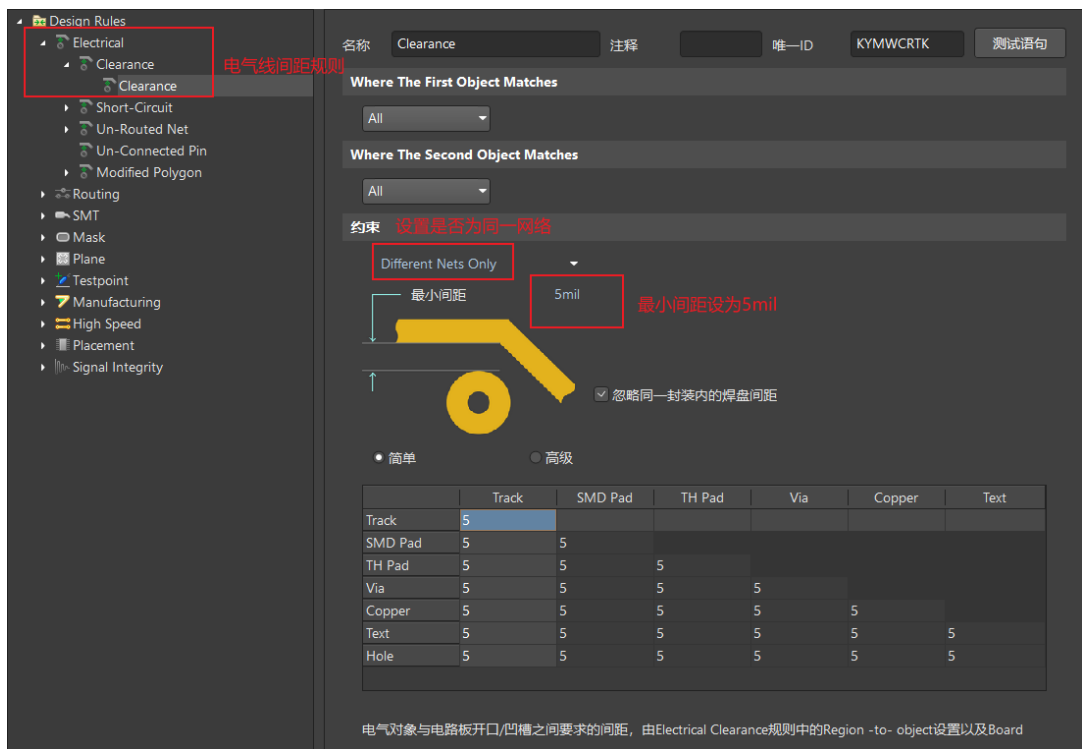 Design Rules
Electrical
Clearance
电气线间距规则
Clearance
Short-Circuit
Un-Routed Net
Un-Connected Pin
Modified Polygon
Routing
SMT
Mask
Plane
Testpoint
Manufacturing
High Speed
Placement
Signal Integrity
名称 Clearance 注释 唯一ID KYMWCRTK 测试语句
Where The First Object Matches
All
Where The Second Object Matches
All
约束 设置是否为同一网络
Different Nets Only
最小间距 5mil
最小间距设为5mil
忽略同一封装内的焊盘间距
简单 高级
Track SMD Pad TH Pad Via Copper Text
Track 5
SMD Pad 5 5
TH Pad 5 5 5
Via 5 5 5 5
Copper 5 5 5 5 5
Text 5 5 5 5 5 5
Hole 5 5 5 5 5 5
电气对象与电路板开口/凹槽之间要求的间距，由Electrical Clearance规则中的Region -to- object设置以及Board